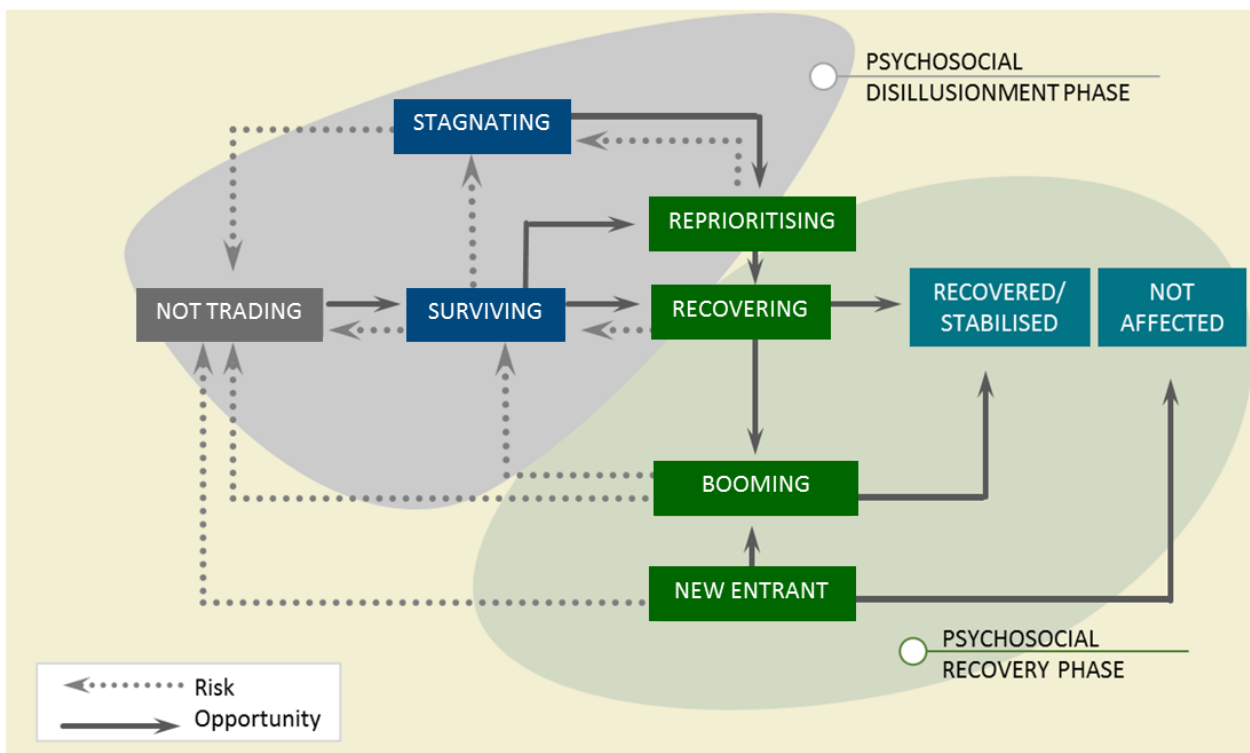 PSYCHOSOCIAL
DISILLUSIONMENT PHASE
STAGNATING
REPRIORITISING
NOT TRADING
SURVIVING
RECOVERING
RECOVERED/
STABILISED
NOT
AFFECTED
BOOMING
NEW ENTRANT
PSYCHOSOCIAL
RECOVERY PHASE
Risk
Opportunity